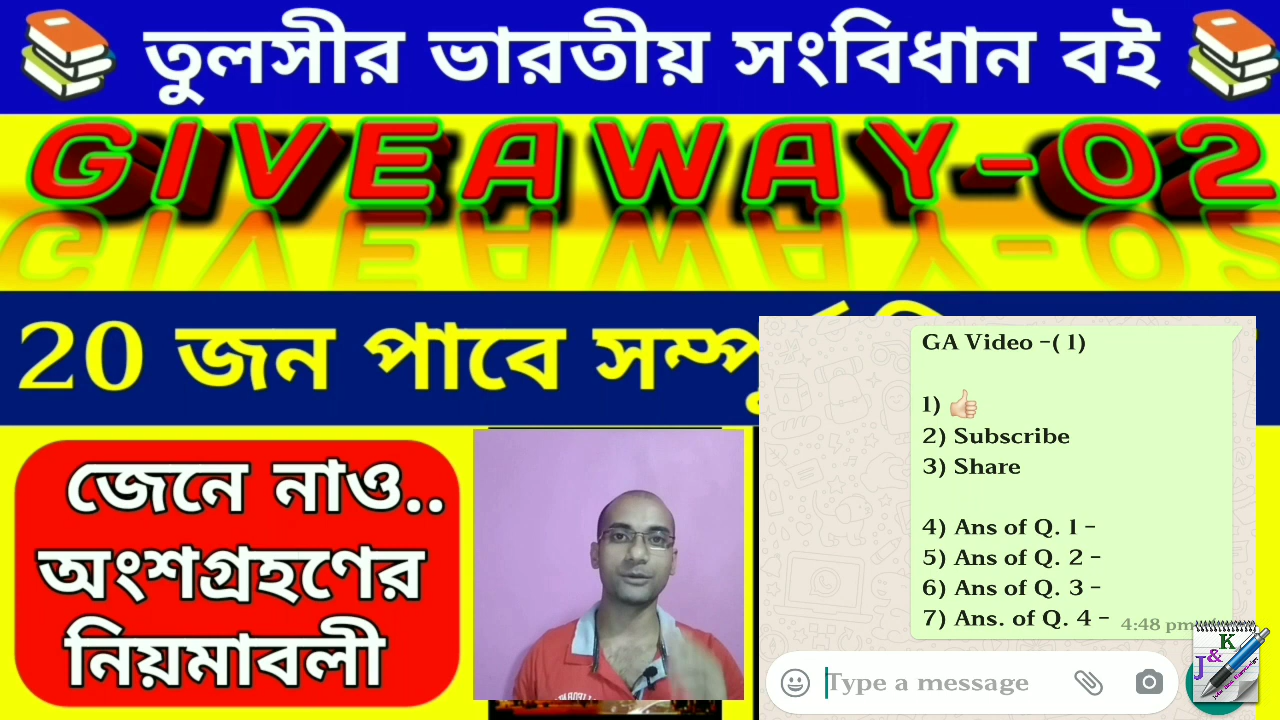 তুলসীর ভারতীয় সংবিধান বই
GIVEAWAY-02
20 জন পাবে
জেনে নাও..
অংশগ্রহণের
নিয়মাবলী
GA Video -( 1)
1) 👍
2) Subscribe
3) Share
4) Ans of Q. 1 -
5) Ans of Q. 2 -
6) Ans of Q. 3 -
7) Ans. of Q. 4 -
4:48 pm
Type a message
J&K